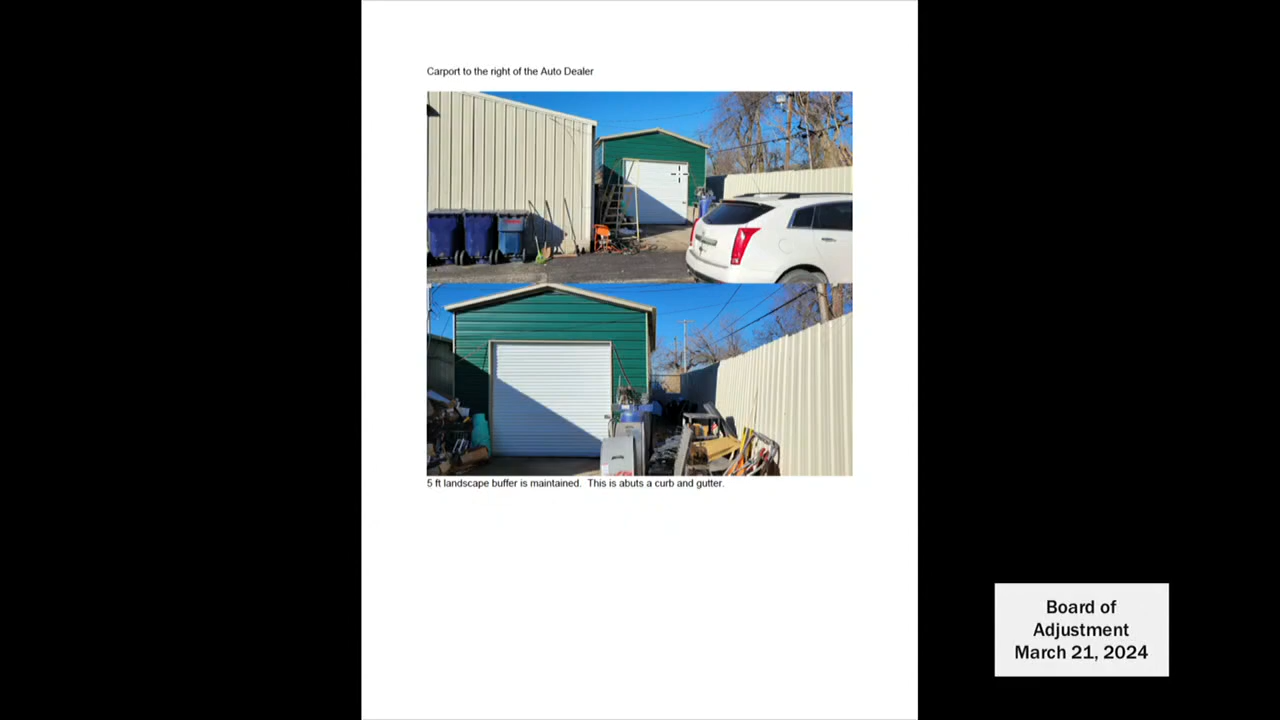 Carport to the right of the Auto Dealer
5 ft landscape buffer is maintained.  This is abuts a curb and gutter.
Board of
Adjustment
March 21, 2024